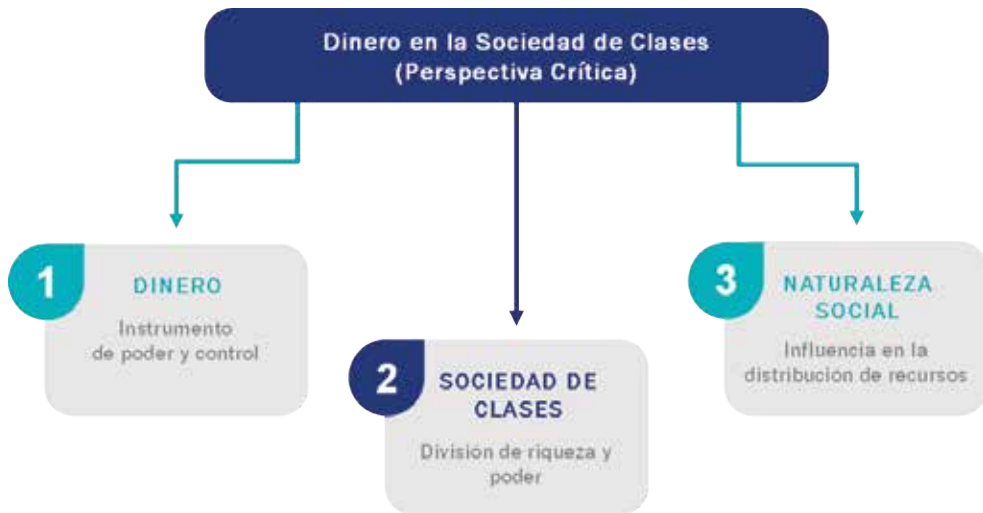 Dinero en la Sociedad de Clases
(Perspectiva Crítica)
1
DINERO
Instrumento
de poder y control
2
SOCIEDAD DE
CLASES
División de riqueza y
poder
3
NATURALEZA
SOCIAL
Influencia en la
distribución de recursos